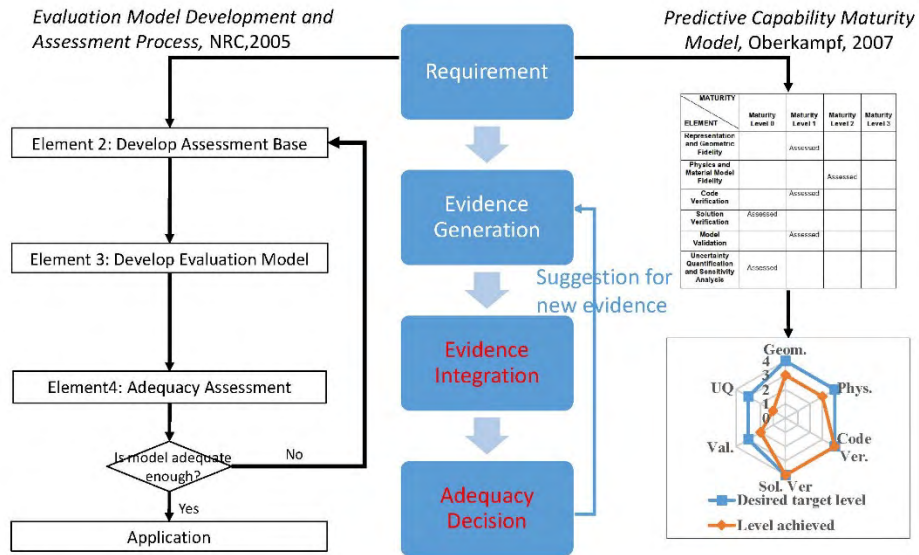 Evaluation Model Development and
Assessment Process, NRC,2005
Element 2: Develop Assessment Base
Element 3: Develop Evaluation Model
Element4: Adequacy Assessment
Is model adequate
enough?
No
Yes
Application
Requirement
Evidence
Generation
Suggestion for
new evidence
Evidence
Integration
Adequacy
Decision
Predictive Capability Maturity
Model, Oberkampf, 2007
MATURITY
ELEMENT
Maturity
Level 0
Maturity
Level 1
Maturity
Level 2
Maturity
Level 3
Representation
and Geometric
Fidelity
Assessed
Physics and
Material Model
Fidelity
Assessed
Code
Verification
Assessed
Solution
Verification
Assessed
Model
Validation
Assessed
Uncertainty
Quantification
and Sensitivity
Analysis
Assessed
Geom.
4
3
2
1
0
UQ
Phys.
Val.
Code
Ver.
Sol. Ver
Desired target level
Level achieved